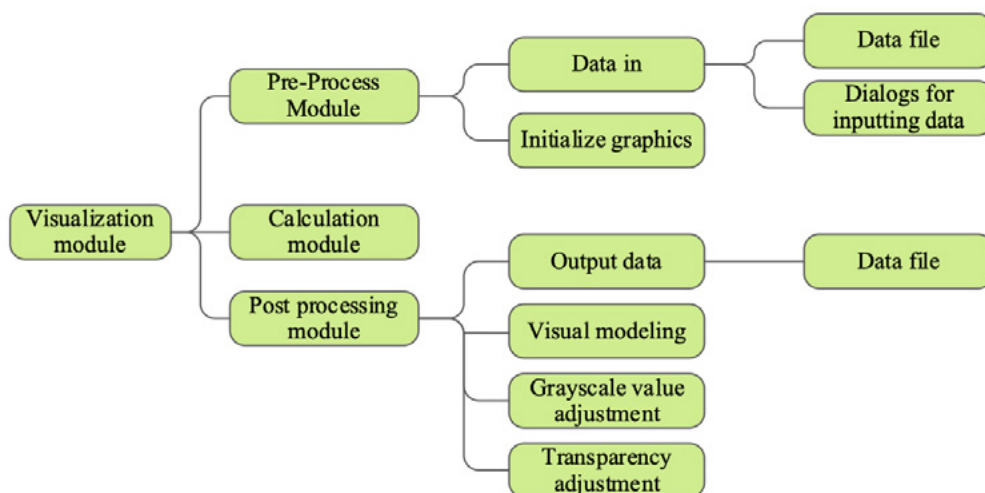 Visualization
module
Pre-Process
Module
Calculation
module
Post processing
module
Data in
Initialize graphics
Output data
Visual modeling
Grayscale value
adjustment
Transparency
adjustment
Data file
Dialogs for
inputting data
Data file